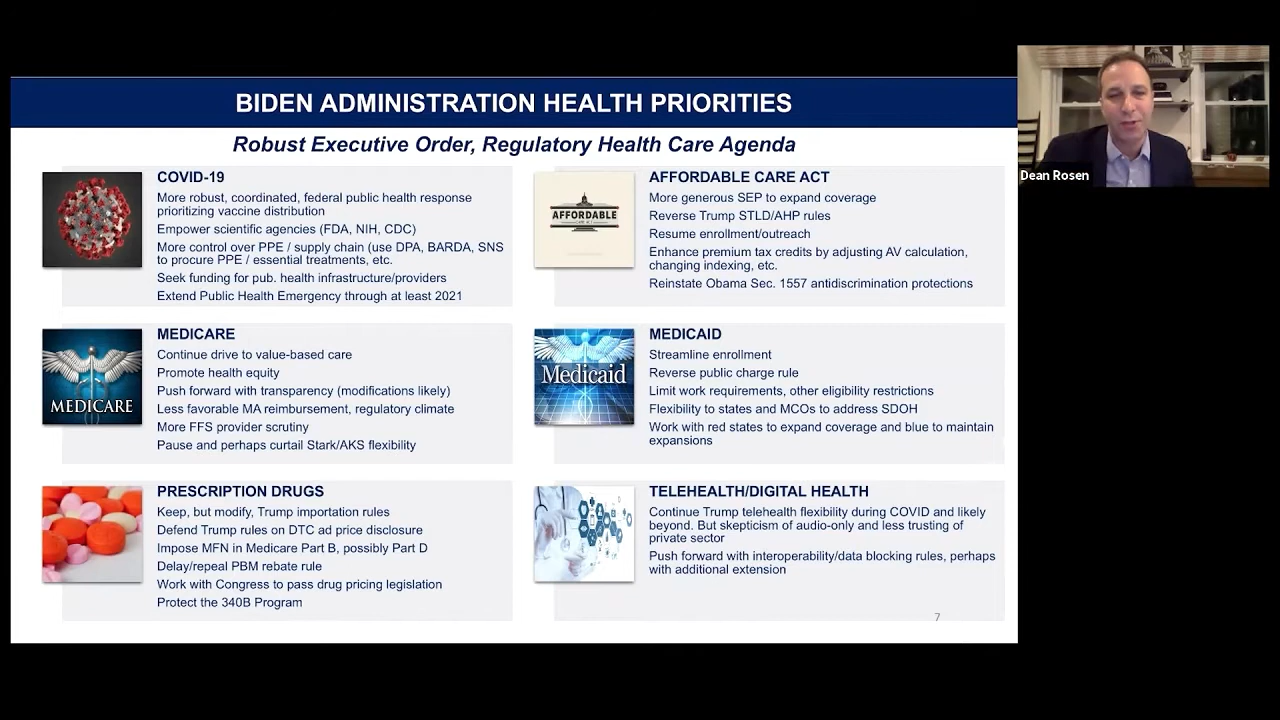 BIDEN ADMINISTRATION HEALTH PRIORITIES
Robust Executive Order, Regulatory Health Care Agenda
COVID-19
More robust, coordinated, federal public health response
prioritizing vaccine distribution
Empower scientific agencies (FDA, NIH, CDC)
More control over PPE / supply chain (use DPA, BARDA, SNS
to procure PPE / essential treatments, etc.
Seek funding for pub. health infrastructure/providers
Extend Public Health Emergency through at least 2021
AFFORDABLE
CARE ACT
AFFORDABLE CARE ACT
More generous SEP to expand coverage
Reverse Trump STLD/AHP rules
Resume enrollment/outreach
Enhance premium tax credits by adjusting AV calculation,
changing indexing, etc.
Reinstate Obama Sec. 1557 antidiscrimination protections
MEDICARE
MEDICARE
Continue drive to value-based care
Promote health equity
Push forward with transparency (modifications likely)
Less favorable MA reimbursement, regulatory climate
More FFS provider scrutiny
Pause and perhaps curtail Stark/AKS flexibility
Medicaid
MEDICAID
Streamline enrollment
Reverse public charge rule
Limit work requirements, other eligibility restrictions
Flexibility to states and MCOs to address SDOH
Work with red states to expand coverage and blue to maintain
expansions
PRESCRIPTION DRUGS
Keep, but modify, Trump importation rules
Defend Trump rules on DTC ad price disclosure
Impose MFN in Medicare Part B, possibly Part D
Delay/repeal PBM rebate rule
Work with Congress to pass drug pricing legislation
Protect the 340B Program
TELEHEALTH/DIGITAL HEALTH
Continue Trump telehealth flexibility during COVID and likely
beyond. But skepticism of audio-only and less trusting of
private sector
Push forward with interoperability/data blocking rules, perhaps
with additional extension
7
Dean Rosen